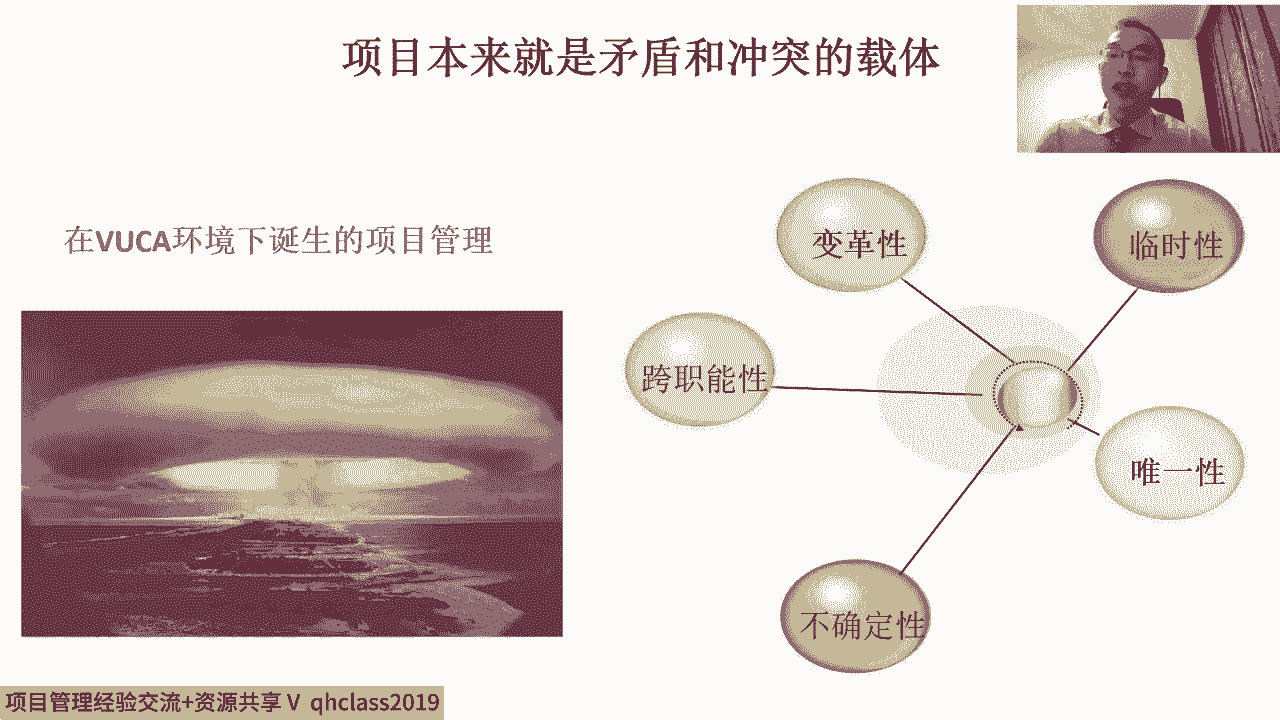 项目本来就是矛盾和冲突的载体
在VUCA环境下诞生的项目管理
变革性
临时性
跨职能性
唯一性
不确定性
项目管理经验交流+资源共享 V qhclass2019